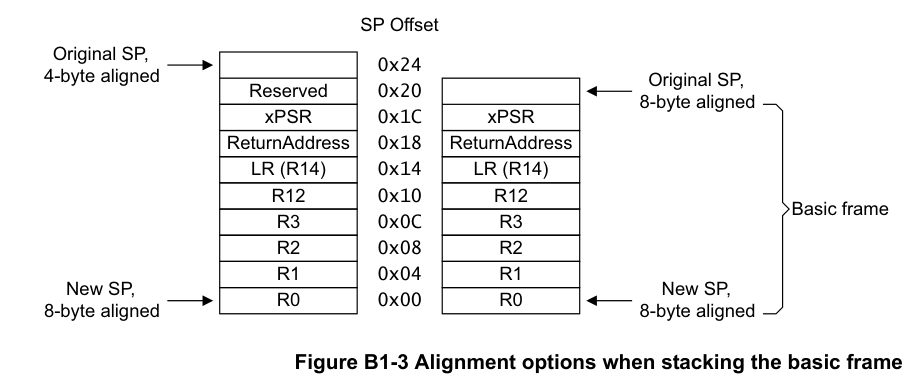 SP Offset
Original SP,
4-byte aligned
0x24
Reserved
0x20
Original SP,
8-byte aligned
xPSR
0x1C
xPSR
ReturnAddress
0x18
ReturnAddress
LR (R14)
0x14
LR (R14)
R12
0x10
R12
R3
0x0C
R3
Basic frame
R2
0x08
R2
R1
0x04
R1
New SP,
8-byte aligned
R0
0x00
R0
New SP,
8-byte aligned
Figure B1-3 Alignment options when stacking the basic frame